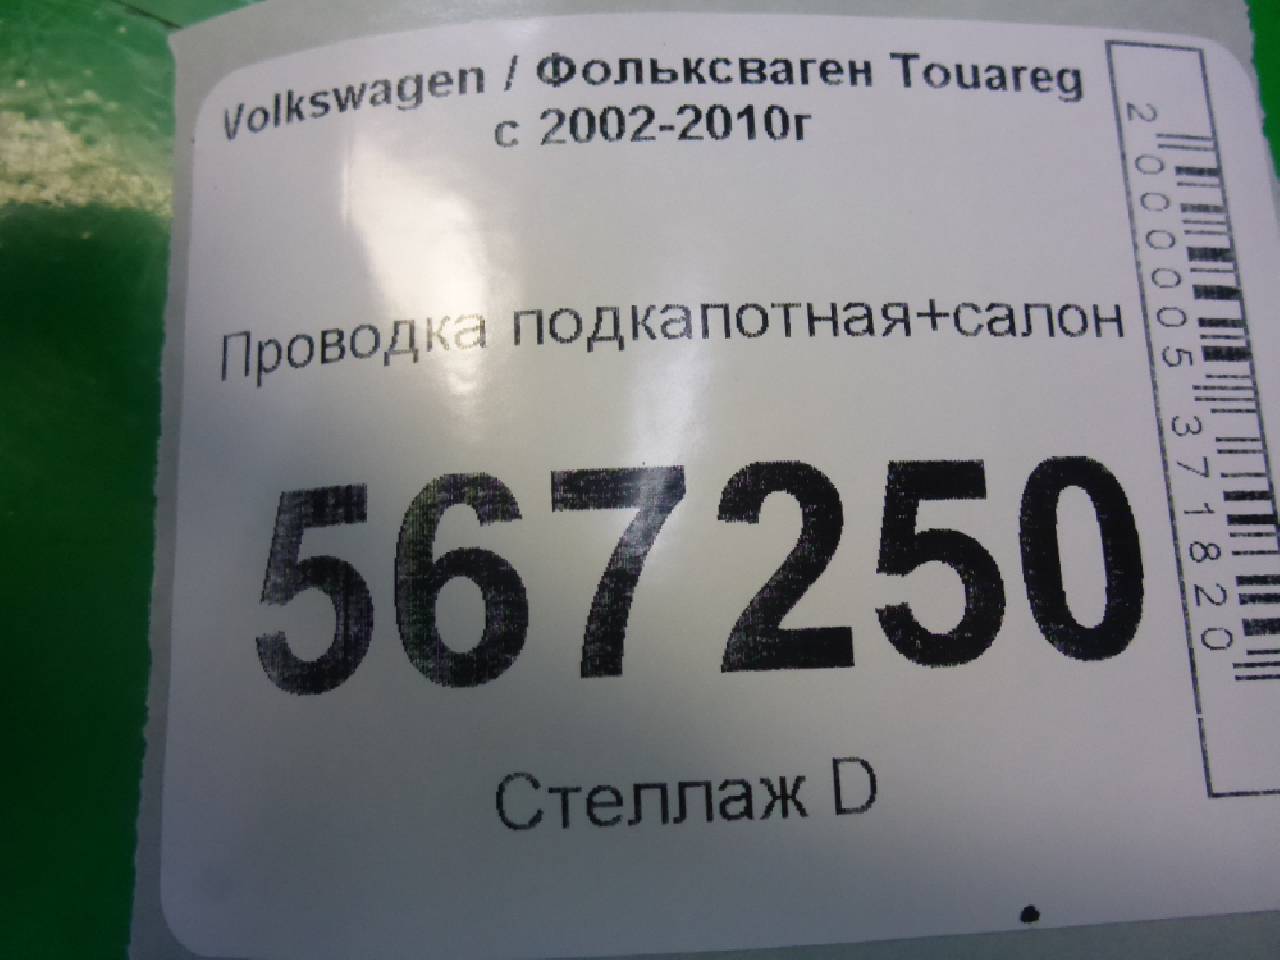 Volkswagen / Фольксваген Touareg
с 2002-2010г
Проводка подкапотная+салон
567250
Стеллаж D
2000005371820